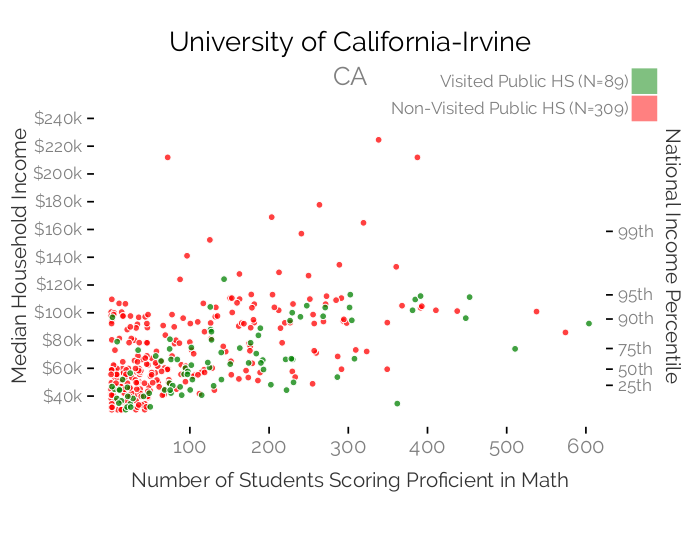 University of California-Irvine
CA
Visited Public HS (N=89)
Non-Visited Public HS (N=309)
Median Household Income
$240k
$220k
$200k
$180k
$160k
$140k
$120k
$100k
$80k
$60k
$40k
National Income Percentile
99th
95th
90th
75th
50th
25th
100 200 300 400 500 600
Number of Students Scoring Proficient in Math